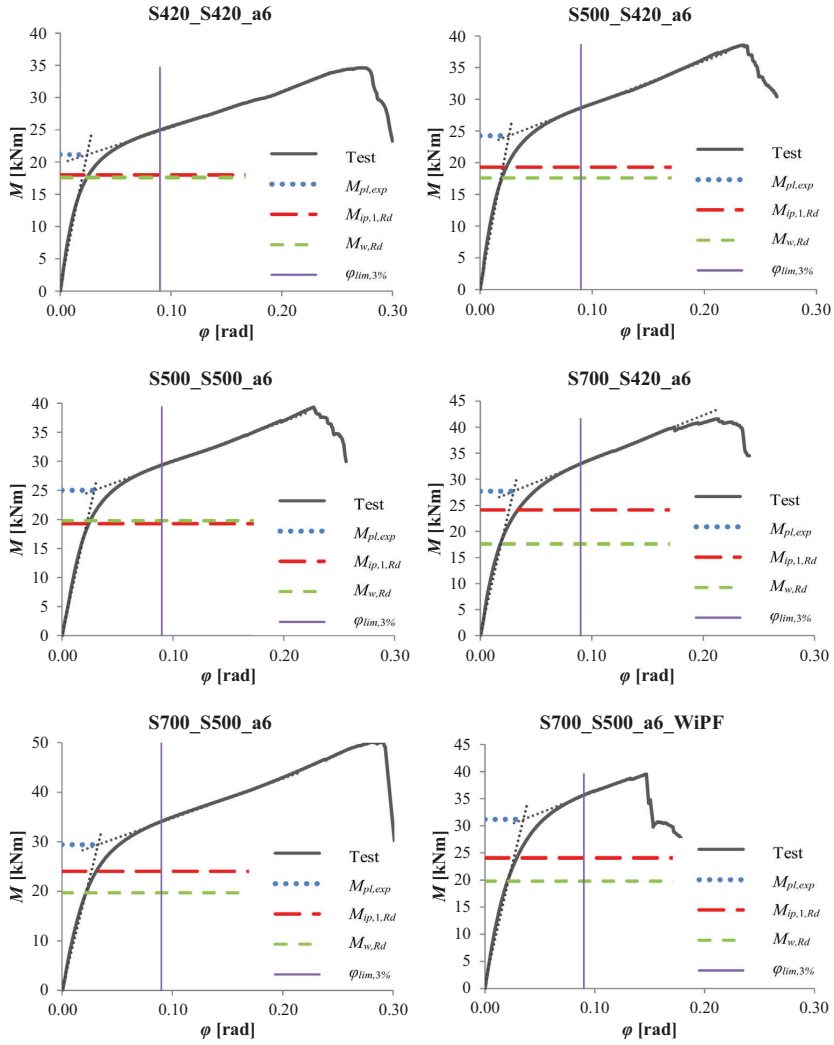 S420_S420_a6
40
35
30
25
20
15
10
5
0
M [kNm]
0.00 0.10 0.20 0.30
φ [rad]
Test
Mpl,exp
Mip,1,Rd
Mw,Rd
φlim,3%
S500_S420_a6
45
40
35
30
25
20
15
10
5
0
M [kNm]
0.00 0.10 0.20 0.30
φ [rad]
Test
Mpl,exp
Mip,1,Rd
Mw,Rd
φlim,3%
S500_S500_a6
40
35
30
25
20
15
10
5
0
M [kNm]
0.00 0.10 0.20 0.30
φ [rad]
Test
Mpl,exp
Mip,1,Rd
Mw,Rd
φlim,3%
S700_S420_a6
45
40
35
30
25
20
15
10
5
0
M [kNm]
0.00 0.10 0.20 0.30
φ [rad]
Test
Mpl,exp
Mip,1,Rd
Mw,Rd
φlim,3%
S700_S500_a6
50
40
30
20
10
0
M [kNm]
0.00 0.10 0.20 0.30
φ [rad]
Test
Mpl,exp
Mip,1,Rd
Mw,Rd
φlim,3%
S700_S500_a6_WiPF
45
40
35
30
25
20
15
10
5
0
M [kNm]
0.00 0.10 0.20 0.30
φ [rad]
Test
Mpl,exp
Mip,1,Rd
Mw,Rd
φlim,3%